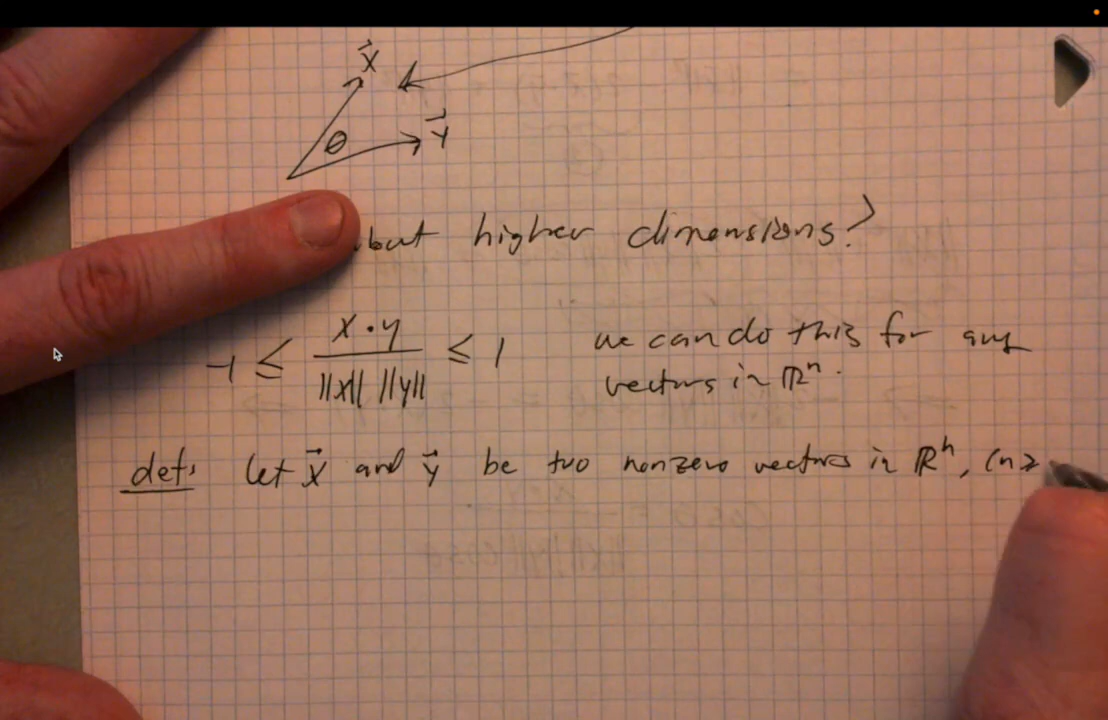 x⃗
θ
y⃗
but higher dimensions?
-1 ≤ x·y / ||x|| ||y|| ≤ 1
we can do this for any
vectors in ℝⁿ.
def: let x⃗ and y⃗ be two nonzero vectors in ℝⁿ, (n≥